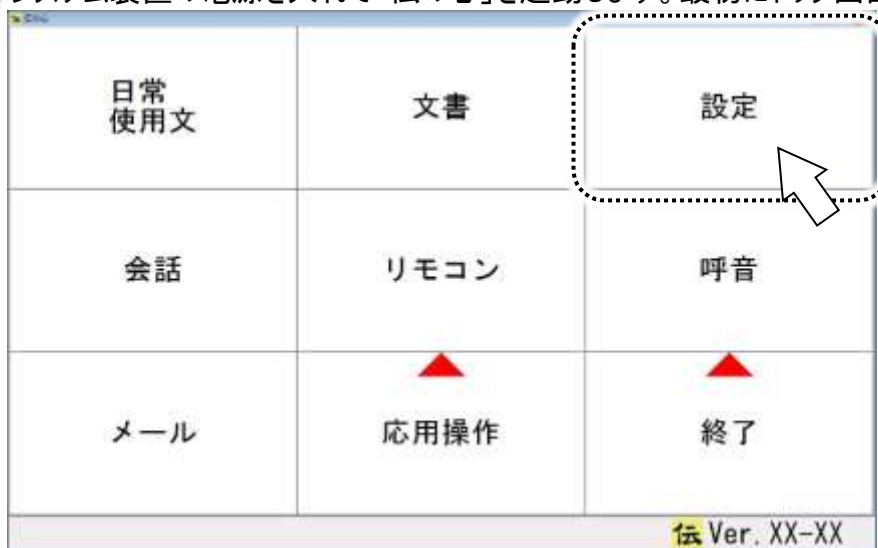 日常 文書 設定
使用文
会話 リモコン 呼音
メール 応用操作 終了
伝 Ver. XX-XX